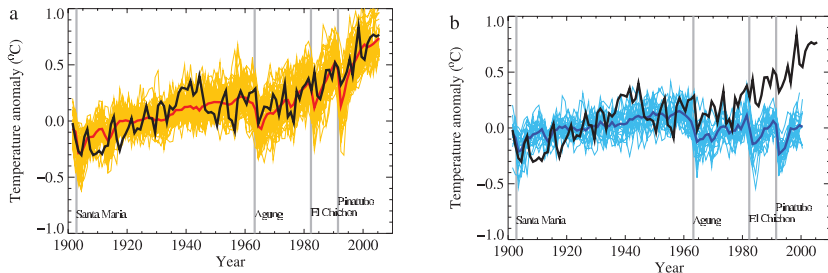 a
Temperature anomaly (°C)
1.0
0.5
0.0
−0.5
−1.0
Santa Maria
Agung
El Chichon
Pinatubo
1900 1920 1940 1960 1980 2000
Year
b
Temperature anomaly (°C)
1.0
0.5
0.0
−0.5
−1.0
Santa Maria
Agung
El Chichon
Pinatubo
1900 1920 1940 1960 1980 2000
Year